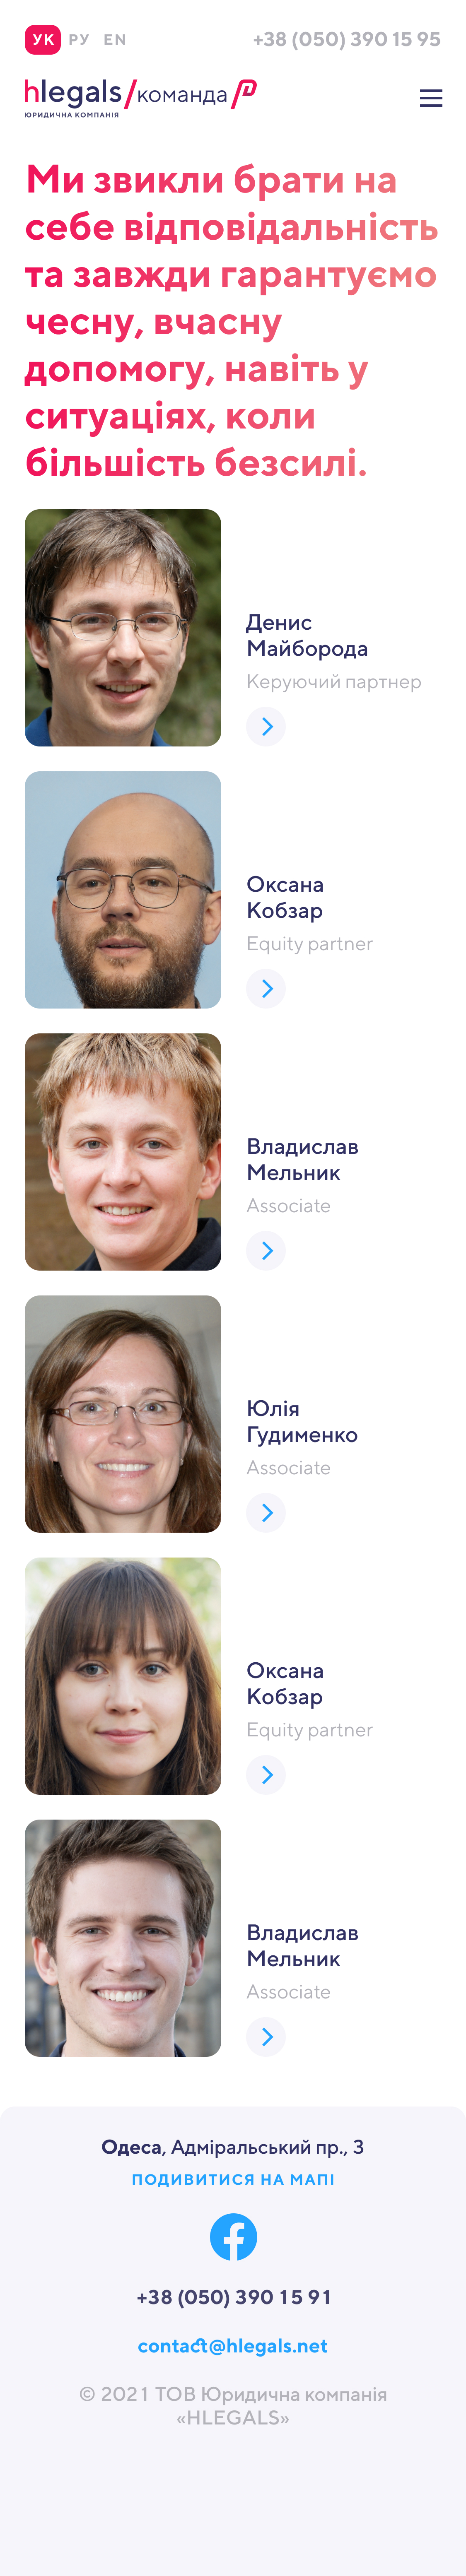 УК РУ EN +38 (050) 390 15 95
hlegals/команда
ЮРИДИЧНА КОМПАНІЯ
Ми звикли брати на
себе відповідальність
та завжди гарантуємо
чесну, вчасну
допомогу, навіть у
ситуаціях, коли
більшість безсилі.
Денис
Майборода
Керуючий партнер
Оксана
Кобзар
Equity partner
Владислав
Мельник
Associate
Юлія
Гудименко
Associate
Оксана
Кобзар
Equity partner
Владислав
Мельник
Associate
Одеса, Адміральський пр., 3
ПОДИВИТИСЯ НА МАПІ
+38 (050) 390 15 91
contact@hlegals.net
© 2021 ТОВ Юридична компанія
«HLEGALS»